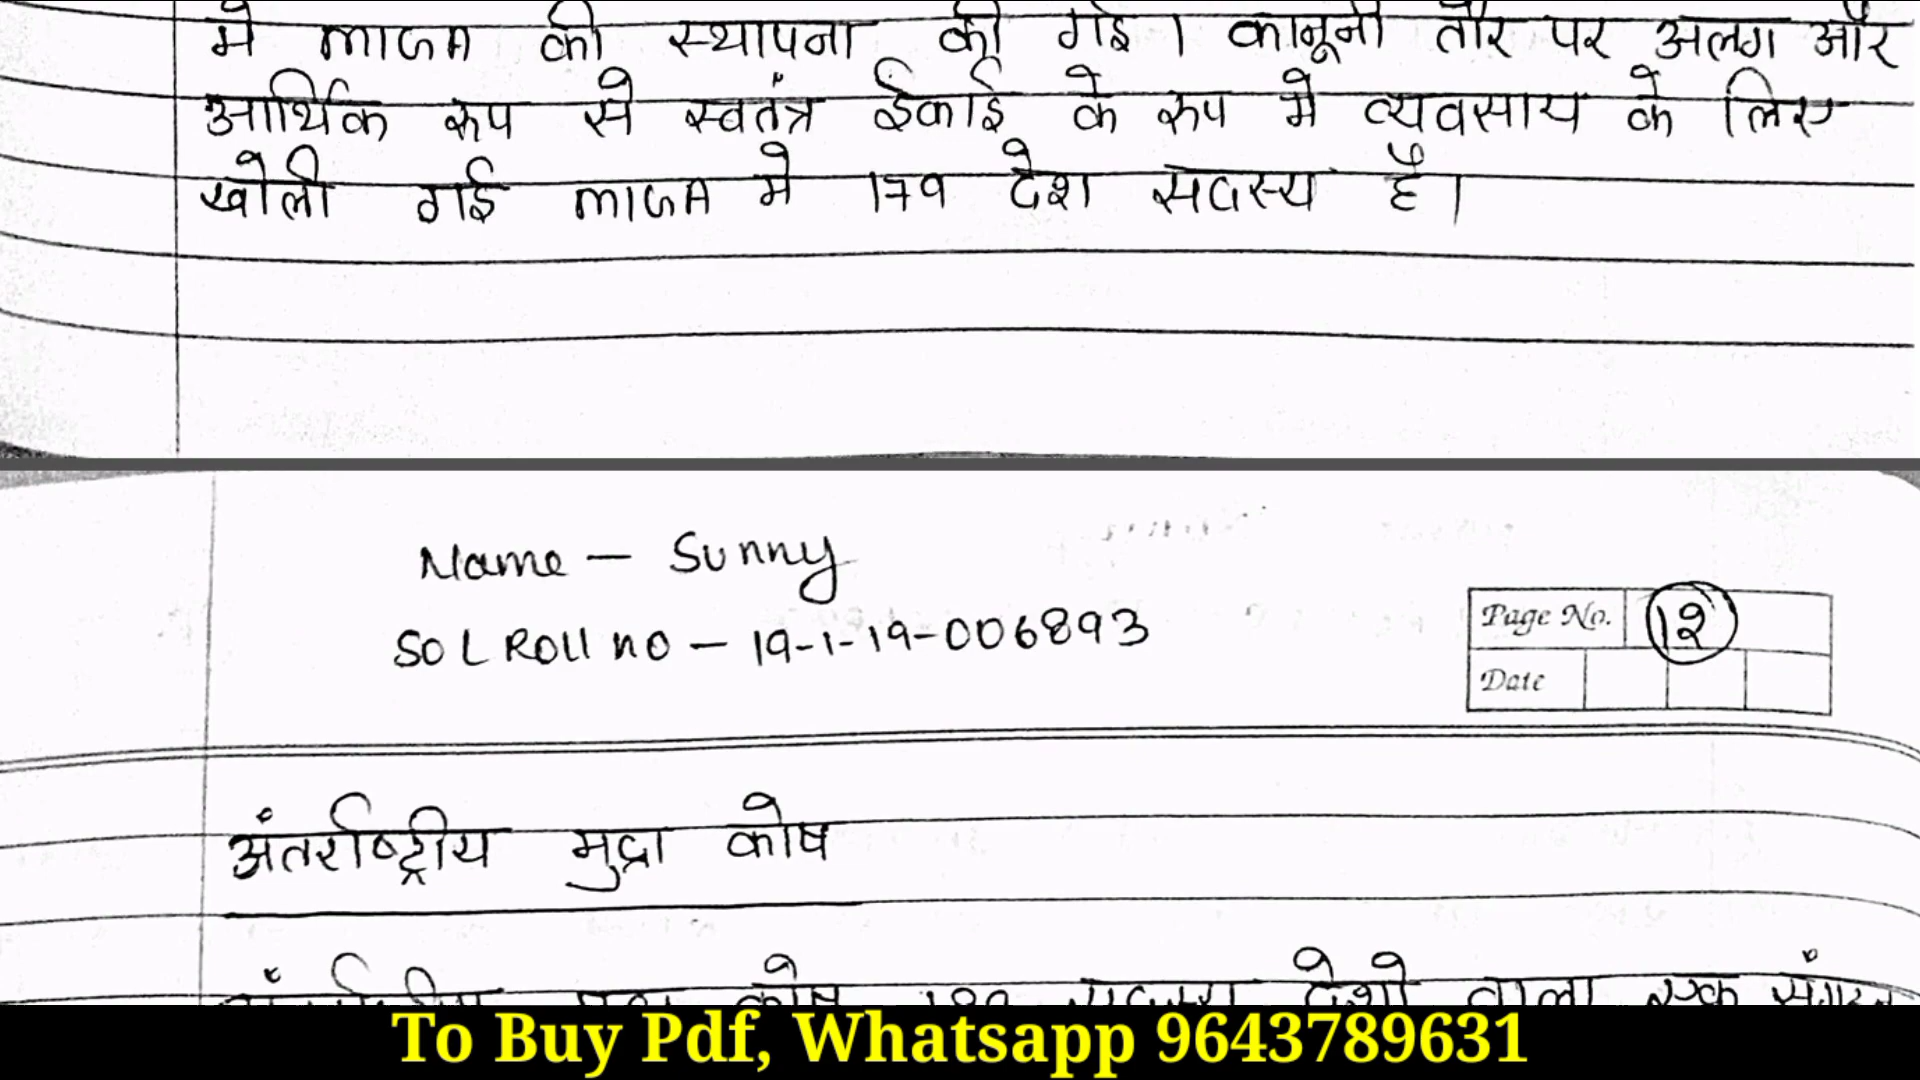 मे MIGA की स्थापना की गई। कानूनी तौर पर अलग और
आर्थिक रूप से स्वतंत्र ईकाई के रूप मे व्यवसाय के लिए
खोली गई MIGA मे 179 देश सदस्य है।
Name – Sunny
SOL Roll no – 19-1-19-006893
Page No. 12
Date
अंतर्राष्ट्रीय मुद्रा कोष
कोष देशो वाला एक
To Buy Pdf, Whatsapp 9643789631